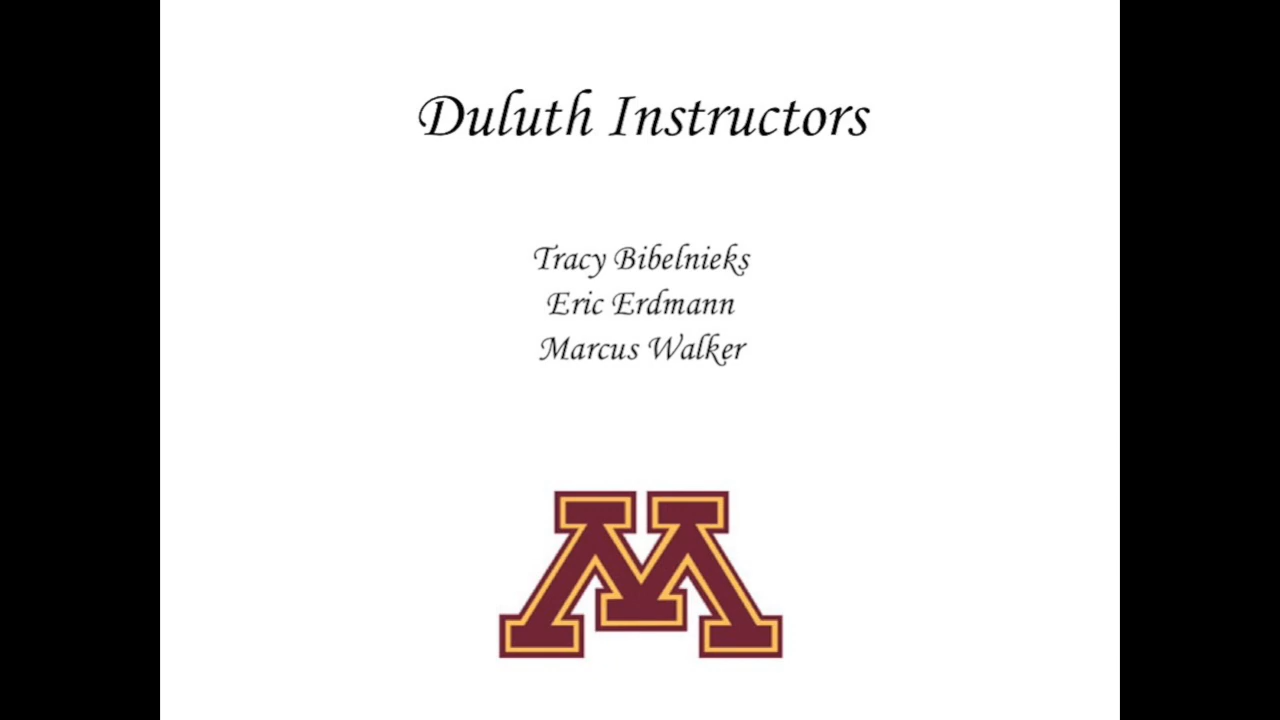 Duluth Instructors
Tracy Bibelnieks
Eric Erdmann
Marcus Walker
M